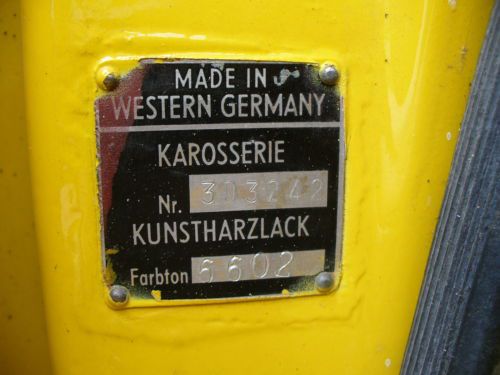 MADE IN
WESTERN GERMANY
KAROSSERIE
Nr. 303242
KUNSTHARZLACK
Farbton 6602